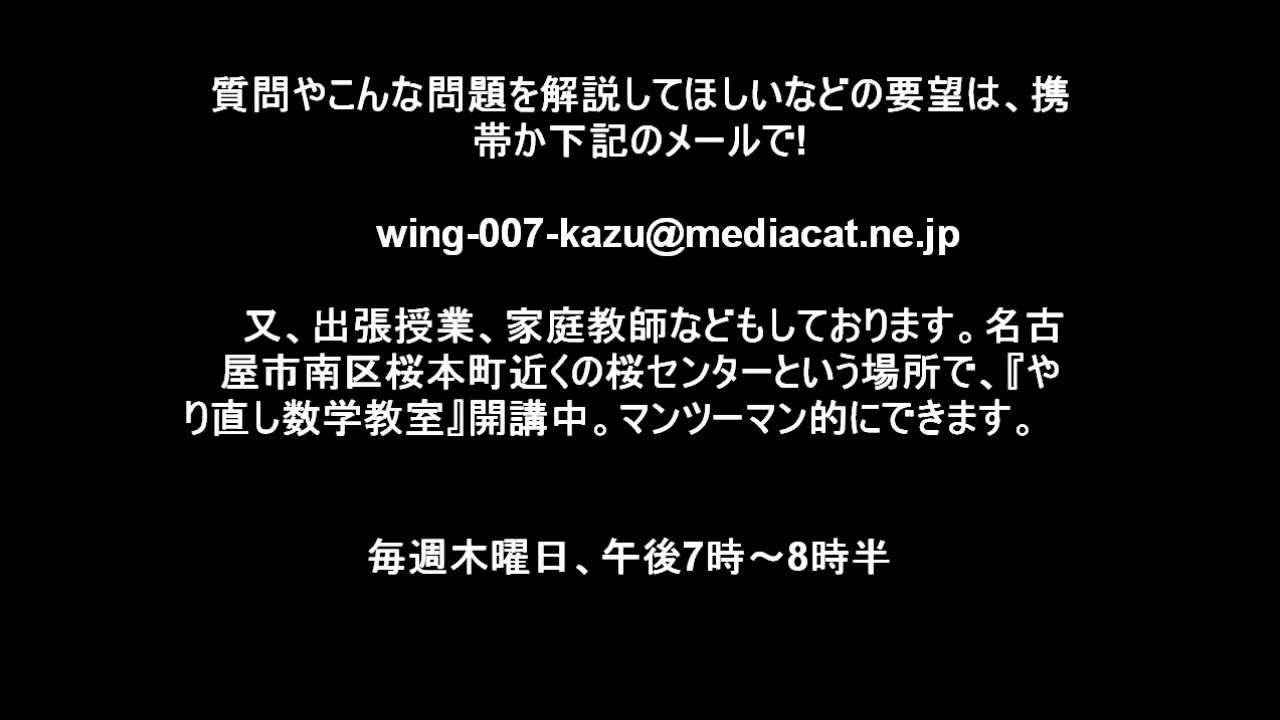 質問やこんな問題を解説してほしいなどの要望は、携
帯か下記のメールで!
wing-007-kazu@mediacat.ne.jp
又、出張授業、家庭教師などもしております。名古
屋市南区桜本町近くの桜センターという場所で、『や
り直し数学教室』開講中。マンツーマン的にできます。
毎週木曜日、午後7時～8時半